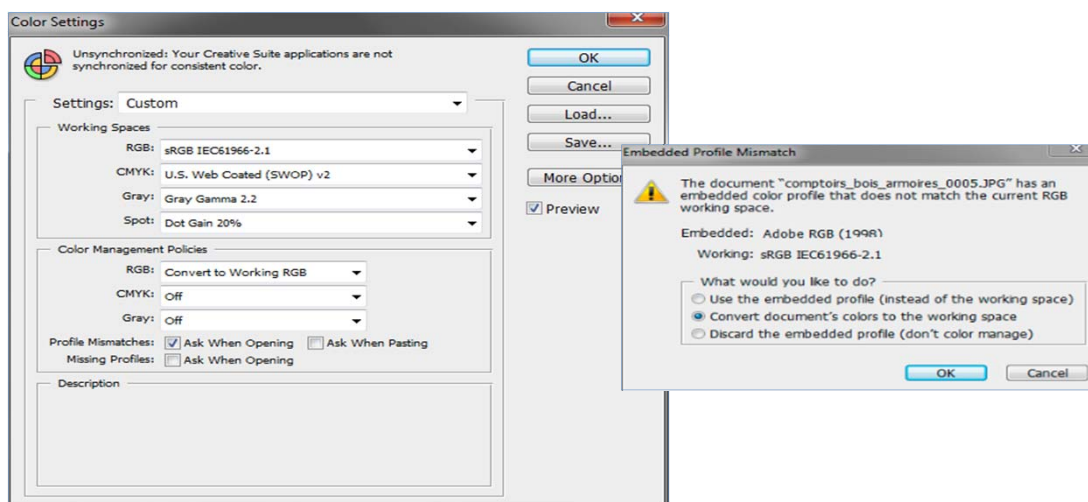 Color Settings
Unsynchronized: Your Creative Suite applications are not
synchronized for consistent color.
Settings: Custom
Working Spaces
RGB: sRGB IEC61966-2.1
CMYK: U.S. Web Coated (SWOP) v2
Gray: Gray Gamma 2.2
Spot: Dot Gain 20%
Color Management Policies
RGB: Convert to Working RGB
CMYK: Off
Gray: Off
Profile Mismatches: Ask When Opening Ask When Pasting
Missing Profiles: Ask When Opening
Description
OK
Cancel
Load...
Save...
More Optio
Preview
Embedded Profile Mismatch
The document "comptoirs_bois_armoires_0005.JPG" has an
embedded color profile that does not match the current RGB
working space.
Embedded: Adobe RGB (1998)
Working: sRGB IEC61966-2.1
What would you like to do?
Use the embedded profile (instead of the working space)
Convert document's colors to the working space
Discard the embedded profile (don't color manage)
OK Cancel